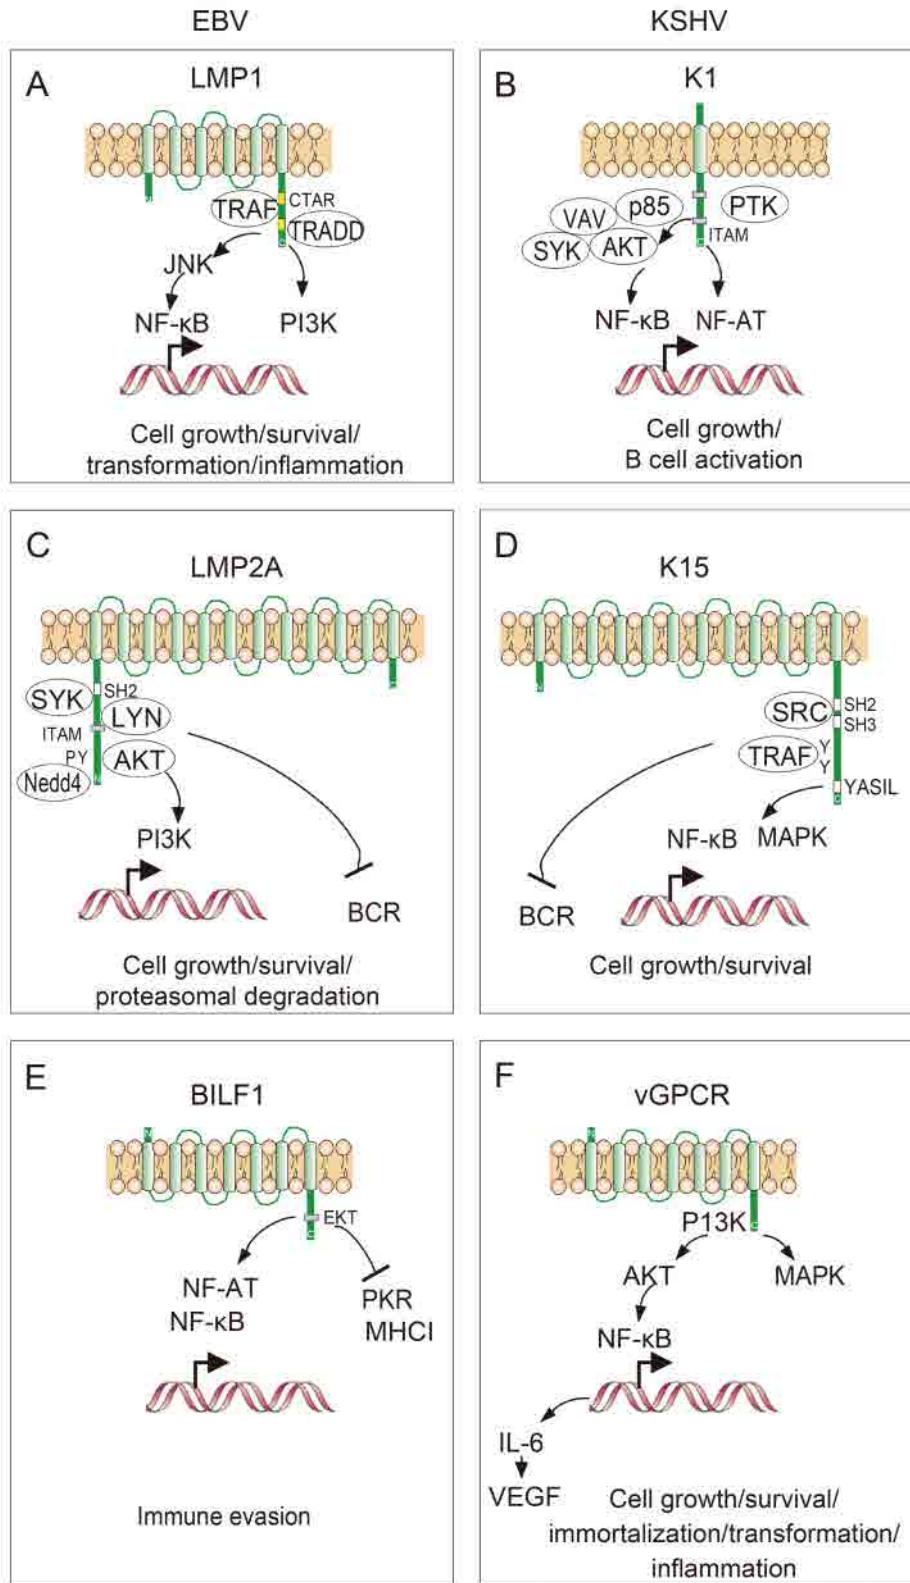 EBV
KSHV
A
LMP1
N
TRAF
CTAR
TRADD
C
JNK
NF-κB
PI3K
Cell growth/survival/
transformation/inflammation
B
K1
N
VAV
p85
PTK
SYK
AKT
ITAM
C
NF-κB
NF-AT
Cell growth/
B cell activation
C
LMP2A
C
SYK
SH2
LYN
ITAM
PY
AKT
Nedd4
N
PI3K
BCR
Cell growth/survival/
proteasomal degradation
D
K15
N
SRC
SH2
SH3
TRAF
Y
Y
YASIL
C
NF-κB
MAPK
BCR
Cell growth/survival
E
BILF1
N
EKT
C
NF-AT
NF-κB
PKR
MHCI
Immune evasion
F
vGPCR
N
P13K
C
AKT
MAPK
NF-κB
IL-6
VEGF
Cell growth/survival/
immortalization/transformation/
inflammation